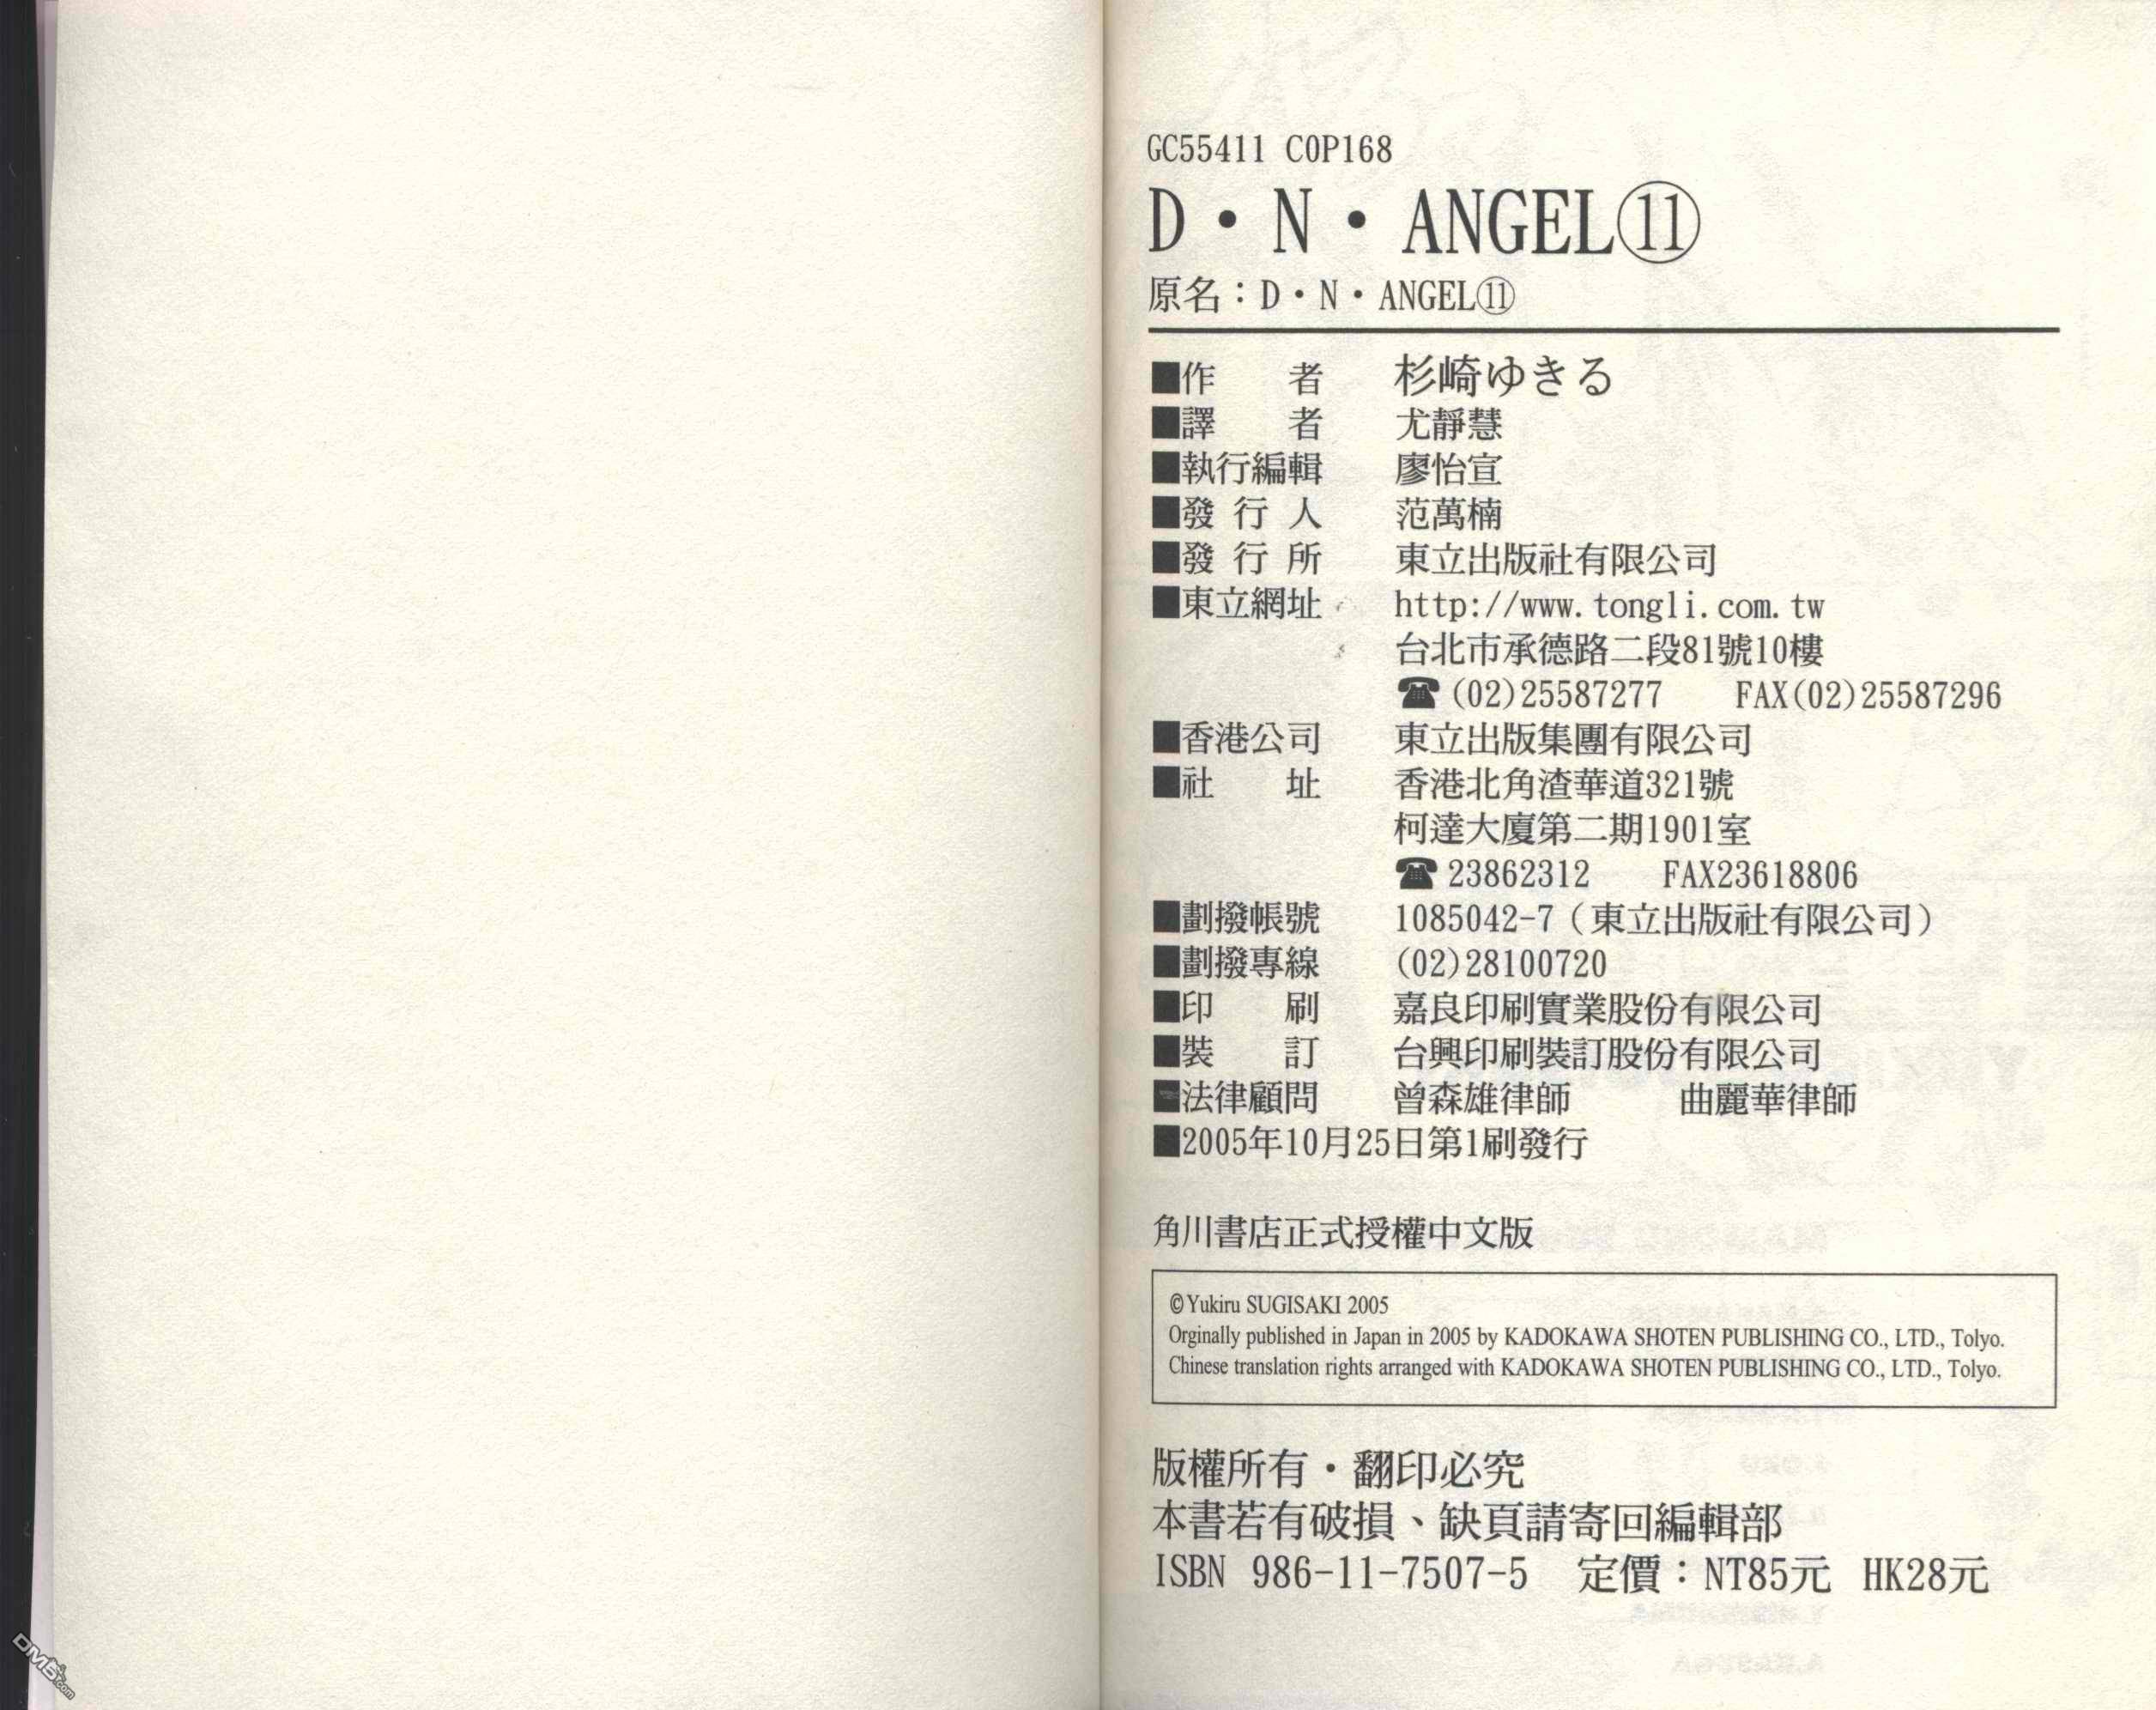 GC55411 C0P168
D・N・ANGEL⑪
原名：D・N・ANGEL⑪
■作　　者　杉崎ゆきる
■譯　　者　尤靜慧
■執行編輯　廖怡宣
■發 行 人　范萬楠
■發 行 所　東立出版社有限公司
■東立網址　http://www.tongli.com.tw
台北市承德路二段81號10樓
☎(02)25587277　FAX(02)25587296
■香港公司　東立出版集團有限公司
■社　　址　香港北角渣華道321號
柯達大廈第二期1901室
☎23862312　FAX23618806
■劃撥帳號　1085042-7（東立出版社有限公司）
■劃撥專線　(02)28100720
■印　　刷　嘉良印刷實業股份有限公司
■裝　　訂　台興印刷裝訂股份有限公司
■法律顧問　曾森雄律師　曲麗華律師
■2005年10月25日第1刷發行
角川書店正式授權中文版
©Yukiru SUGISAKI 2005
Orginally published in Japan in 2005 by KADOKAWA SHOTEN PUBLISHING CO., LTD., Tolyo.
Chinese translation rights arranged with KADOKAWA SHOTEN PUBLISHING CO., LTD., Tolyo.
版權所有・翻印必究
本書若有破損、缺頁請寄回編輯部
ISBN 986-11-7507-5　定價：NT85元　HK28元